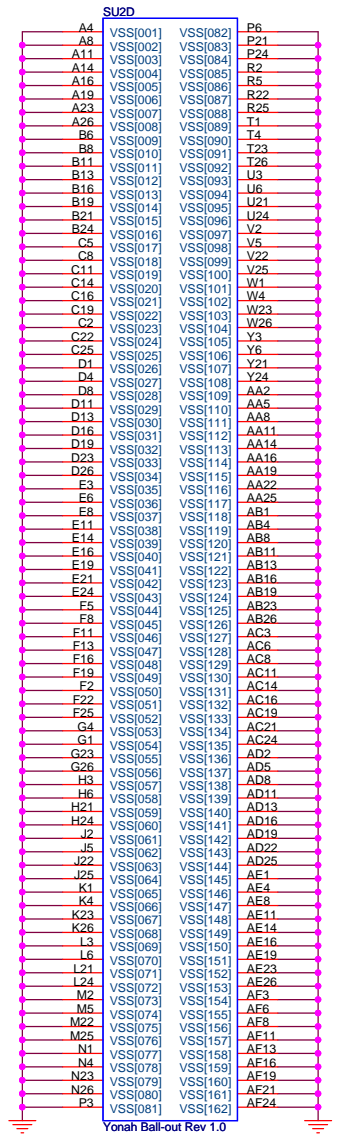 SU2D
A4 VSS[001] VSS[082] P6
A8 VSS[002] VSS[083] P21
A11 VSS[003] VSS[084] P24
A14 VSS[004] VSS[085] R2
A16 VSS[005] VSS[086] R5
A19 VSS[006] VSS[087] R22
A23 VSS[007] VSS[088] R25
A26 VSS[008] VSS[089] T1
B6 VSS[009] VSS[090] T4
B8 VSS[010] VSS[091] T23
B11 VSS[011] VSS[092] T26
B13 VSS[012] VSS[093] U3
B16 VSS[013] VSS[094] U6
B19 VSS[014] VSS[095] U21
B21 VSS[015] VSS[096] U24
B24 VSS[016] VSS[097] V2
C5 VSS[017] VSS[098] V5
C8 VSS[018] VSS[099] V22
C11 VSS[019] VSS[100] V25
C14 VSS[020] VSS[101] W1
C16 VSS[021] VSS[102] W4
C19 VSS[022] VSS[103] W23
C2 VSS[023] VSS[104] W26
C22 VSS[024] VSS[105] Y3
C25 VSS[025] VSS[106] Y6
D1 VSS[026] VSS[107] Y21
D4 VSS[027] VSS[108] Y24
D8 VSS[028] VSS[109] AA2
D11 VSS[029] VSS[110] AA5
D13 VSS[030] VSS[111] AA8
D16 VSS[031] VSS[112] AA11
D19 VSS[032] VSS[113] AA14
D23 VSS[033] VSS[114] AA16
D26 VSS[034] VSS[115] AA19
E3 VSS[035] VSS[116] AA22
E6 VSS[036] VSS[117] AA25
E8 VSS[037] VSS[118] AB1
E11 VSS[038] VSS[119] AB4
E14 VSS[039] VSS[120] AB8
E16 VSS[040] VSS[121] AB11
E19 VSS[041] VSS[122] AB13
E21 VSS[042] VSS[123] AB16
E24 VSS[043] VSS[124] AB19
F5 VSS[044] VSS[125] AB23
F8 VSS[045] VSS[126] AB26
F11 VSS[046] VSS[127] AC3
F13 VSS[047] VSS[128] AC6
F16 VSS[048] VSS[129] AC8
F19 VSS[049] VSS[130] AC11
F2 VSS[050] VSS[131] AC14
F22 VSS[051] VSS[132] AC16
F25 VSS[052] VSS[133] AC19
G4 VSS[053] VSS[134] AC21
G1 VSS[054] VSS[135] AC24
G23 VSS[055] VSS[136] AD2
G26 VSS[056] VSS[137] AD5
H3 VSS[057] VSS[138] AD8
H6 VSS[058] VSS[139] AD11
H21 VSS[059] VSS[140] AD13
H24 VSS[060] VSS[141] AD16
J2 VSS[061] VSS[142] AD19
J5 VSS[062] VSS[143] AD22
J22 VSS[063] VSS[144] AD25
J25 VSS[064] VSS[145] AE1
K1 VSS[065] VSS[146] AE4
K4 VSS[066] VSS[147] AE8
K23 VSS[067] VSS[148] AE11
K26 VSS[068] VSS[149] AE14
L3 VSS[069] VSS[150] AE16
L6 VSS[070] VSS[151] AE19
L21 VSS[071] VSS[152] AE23
L24 VSS[072] VSS[153] AE26
M2 VSS[073] VSS[154] AF3
M5 VSS[074] VSS[155] AF6
M22 VSS[075] VSS[156] AF8
M25 VSS[076] VSS[157] AF11
N1 VSS[077] VSS[158] AF13
N4 VSS[078] VSS[159] AF16
N23 VSS[079] VSS[160] AF19
N26 VSS[080] VSS[161] AF21
P3 VSS[081] VSS[162] AF24
Yonah Ball-out Rev 1.0